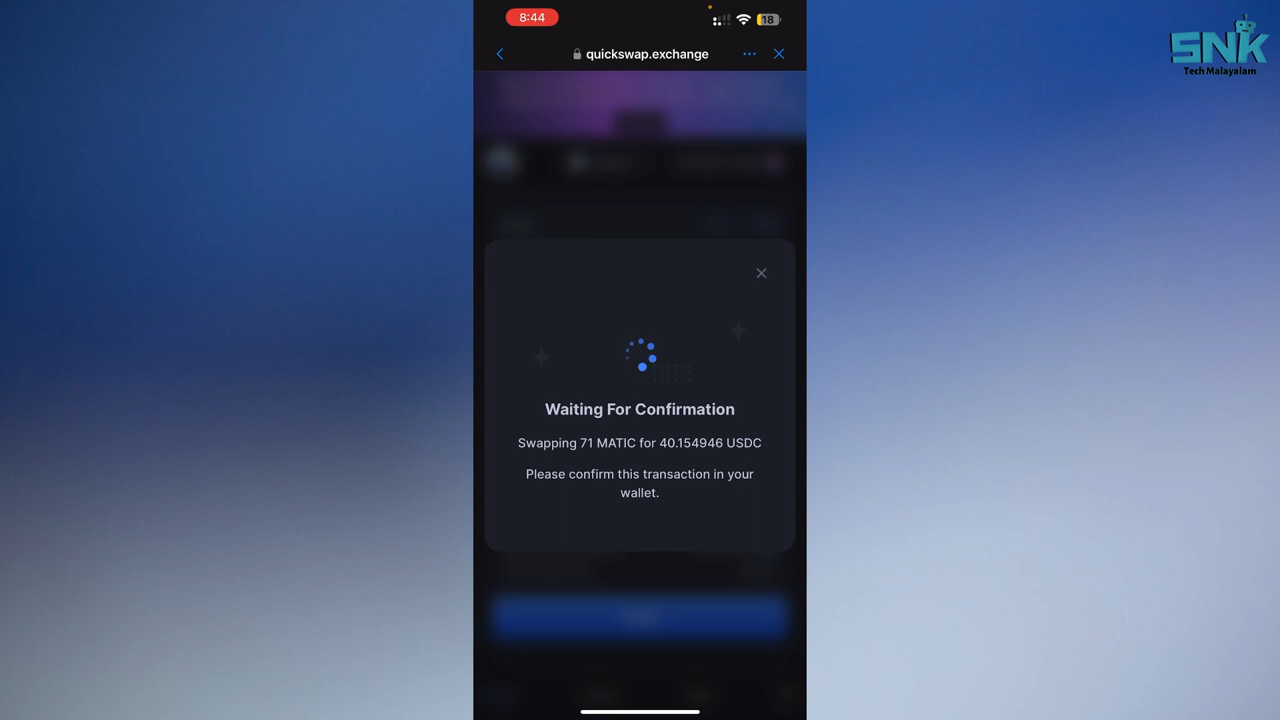 8:44
18
quickswap.exchange
SNK
Tech Malayalam
Waiting For Confirmation
Swapping 71 MATIC for 40.154946 USDC
Please confirm this transaction in your
wallet.